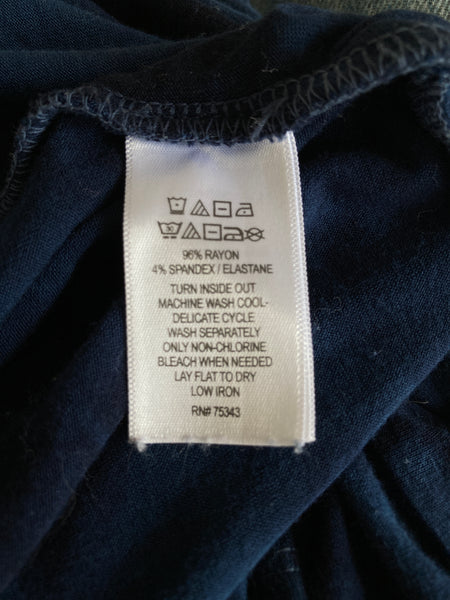 96% RAYON
4% SPANDEX / ELASTANE
TURN INSIDE OUT
MACHINE WASH COOL-
DELICATE CYCLE
WASH SEPARATELY
ONLY NON-CHLORINE
BLEACH WHEN NEEDED
LAY FLAT TO DRY
LOW IRON
RN# 75343